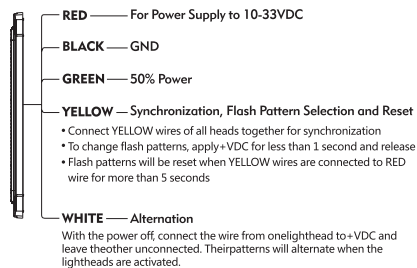 RED — For Power Supply to 10-33VDC
BLACK — GND
GREEN — 50% Power
YELLOW — Synchronization, Flash Pattern Selection and Reset
• Connect YELLOW wires of all heads together for synchronization
• To change flash patterns, apply+VDC for less than 1 second and release
• Flash patterns will be reset when YELLOW wires are connected to RED
wire for more than 5 seconds
WHITE — Alternation
With the power off, connect the wire from onelighthead to+VDC and
leave theother unconnected. Theirpatterns will alternate when the
lightheads are activated.